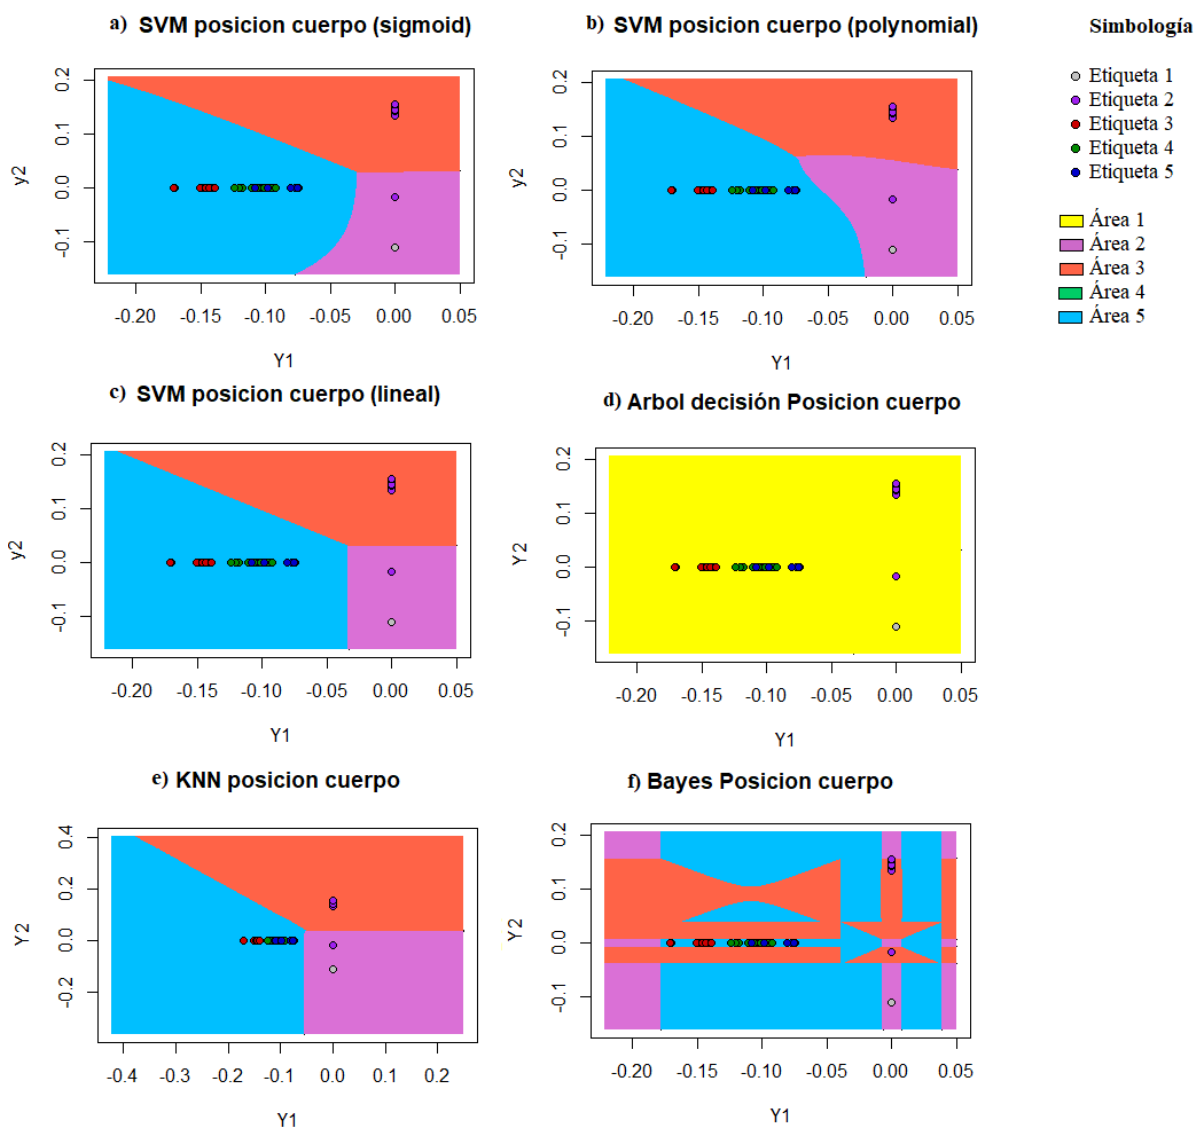 a) SVM posicion cuerpo (sigmoid)
y2
0.2
0.1
0.0
-0.1
-0.20 -0.15 -0.10 -0.05 0.00 0.05
Y1
b) SVM posicion cuerpo (polynomial)
y2
0.2
0.1
0.0
-0.1
-0.20 -0.15 -0.10 -0.05 0.00 0.05
Y1
Simbología
Etiqueta 1
Etiqueta 2
Etiqueta 3
Etiqueta 4
Etiqueta 5
Área 1
Área 2
Área 3
Área 4
Área 5
c) SVM posicion cuerpo (lineal)
y2
0.2
0.1
0.0
-0.1
-0.20 -0.15 -0.10 -0.05 0.00 0.05
Y1
d) Arbol decisión Posicion cuerpo
Y2
0.2
0.1
0.0
-0.1
-0.20 -0.15 -0.10 -0.05 0.00 0.05
Y1
e) KNN posicion cuerpo
Y2
0.4
0.2
0.0
-0.2
-0.4 -0.3 -0.2 -0.1 0.0 0.1 0.2
Y1
f) Bayes Posicion cuerpo
Y2
0.2
0.1
0.0
-0.1
-0.20 -0.15 -0.10 -0.05 0.00 0.05
Y1